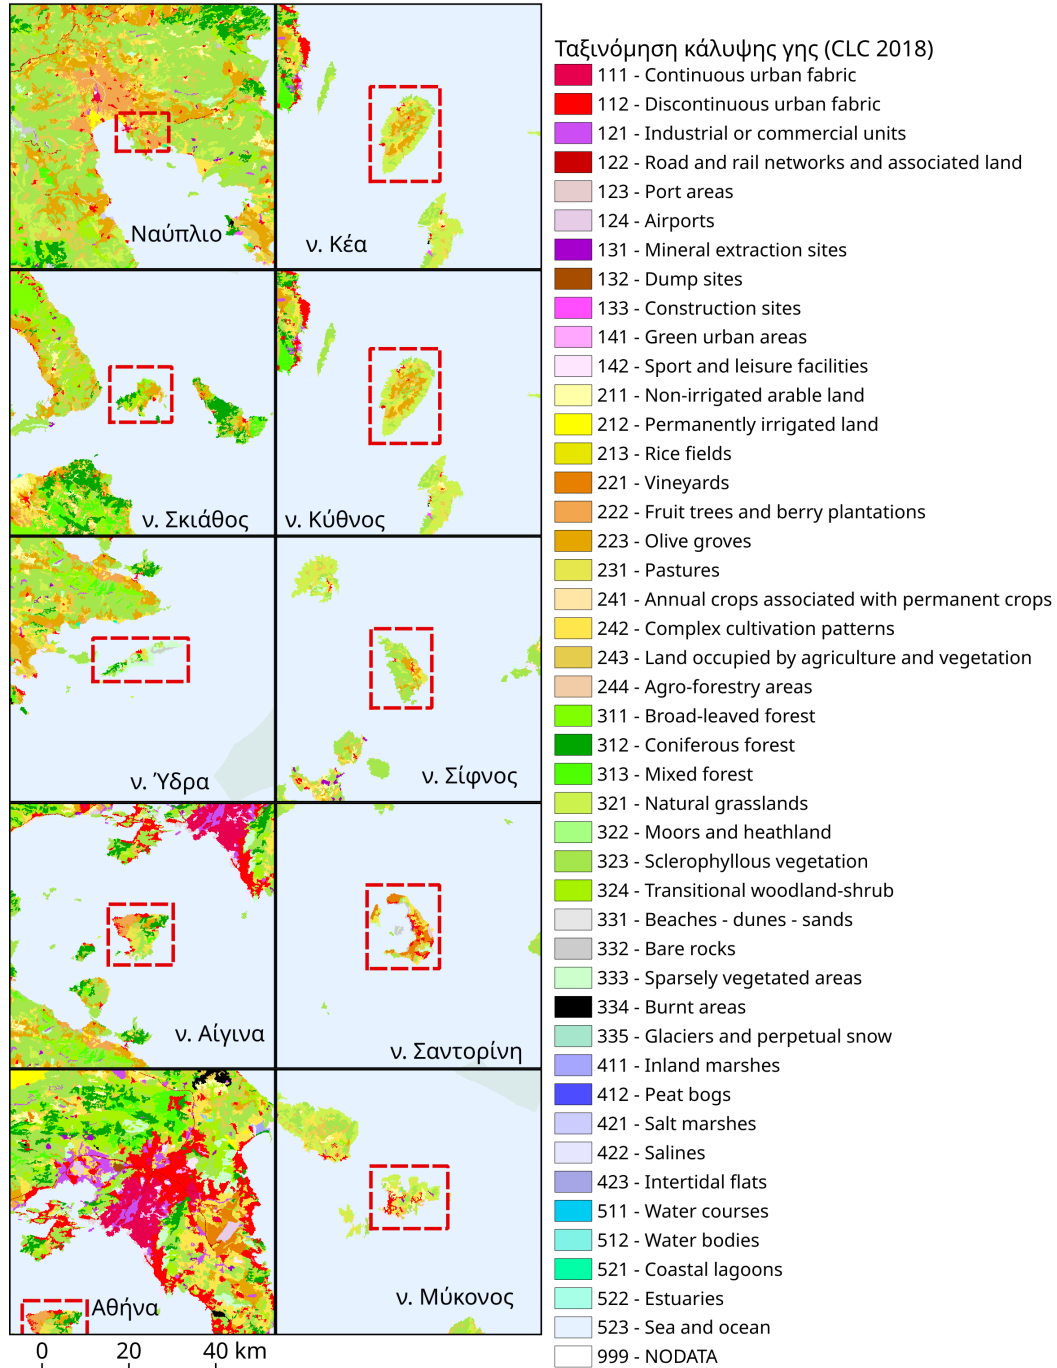 Ναύπλιο
ν. Κέα
ν. Σκιάθος
ν. Κύθνος
ν. Ύδρα
ν. Σίφνος
ν. Αίγινα
ν. Σαντορίνη
Αθήνα
ν. Μύκονος
0 20 40 km
Ταξινόμηση κάλυψης γης (CLC 2018)
111 - Continuous urban fabric
112 - Discontinuous urban fabric
121 - Industrial or commercial units
122 - Road and rail networks and associated land
123 - Port areas
124 - Airports
131 - Mineral extraction sites
132 - Dump sites
133 - Construction sites
141 - Green urban areas
142 - Sport and leisure facilities
211 - Non-irrigated arable land
212 - Permanently irrigated land
213 - Rice fields
221 - Vineyards
222 - Fruit trees and berry plantations
223 - Olive groves
231 - Pastures
241 - Annual crops associated with permanent crops
242 - Complex cultivation patterns
243 - Land occupied by agriculture and vegetation
244 - Agro-forestry areas
311 - Broad-leaved forest
312 - Coniferous forest
313 - Mixed forest
321 - Natural grasslands
322 - Moors and heathland
323 - Sclerophyllous vegetation
324 - Transitional woodland-shrub
331 - Beaches - dunes - sands
332 - Bare rocks
333 - Sparsely vegetated areas
334 - Burnt areas
335 - Glaciers and perpetual snow
411 - Inland marshes
412 - Peat bogs
421 - Salt marshes
422 - Salines
423 - Intertidal flats
511 - Water courses
512 - Water bodies
521 - Coastal lagoons
522 - Estuaries
523 - Sea and ocean
999 - NODATA